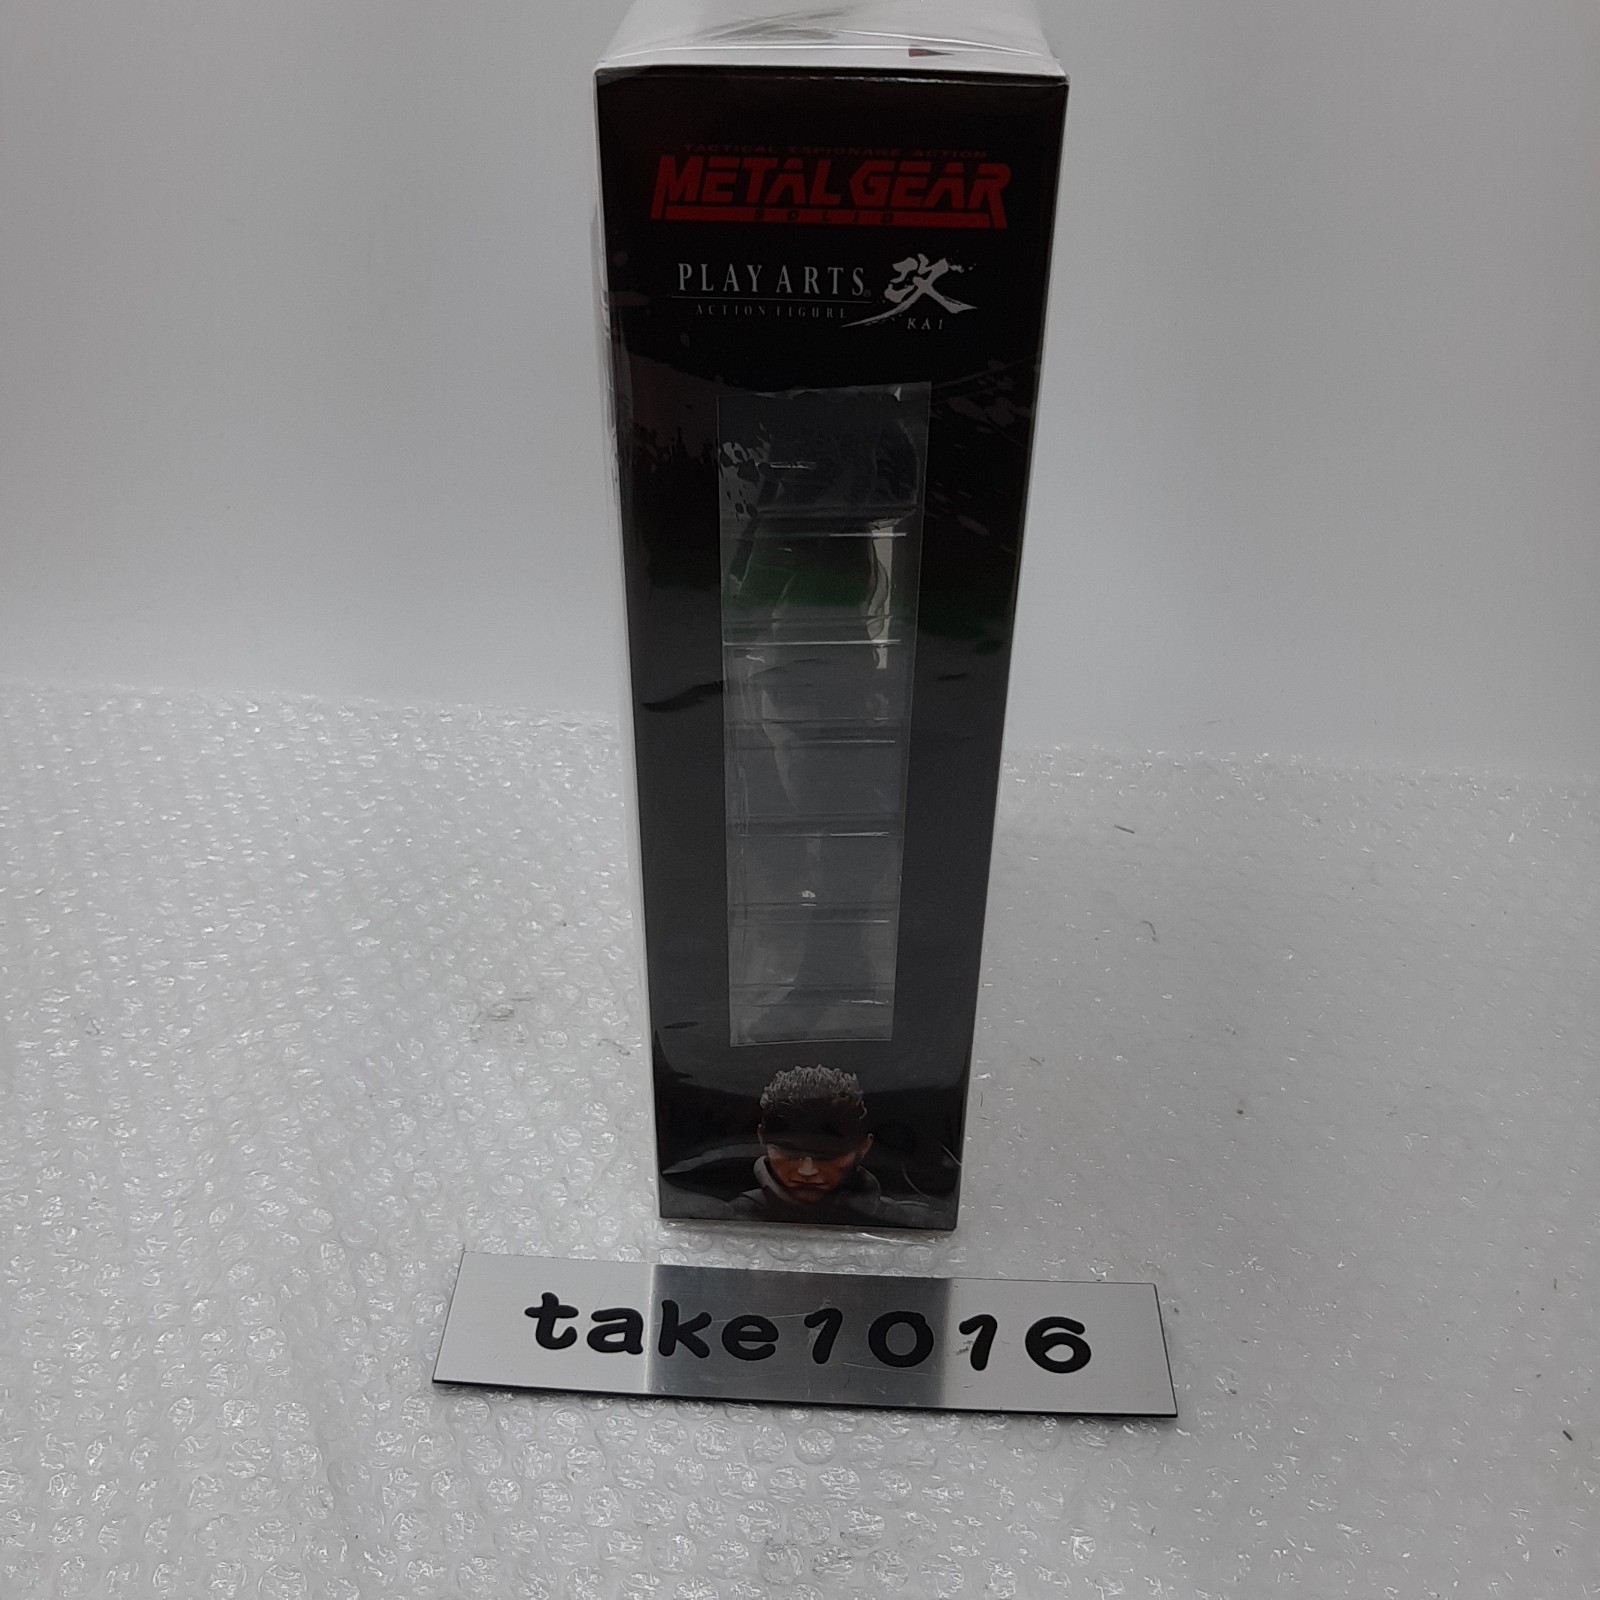 TACTICAL ESPIONAGE ACTION
METAL GEAR
SOLID
PLAY ARTS® 改
ACTION FIGURE KAI
take1016